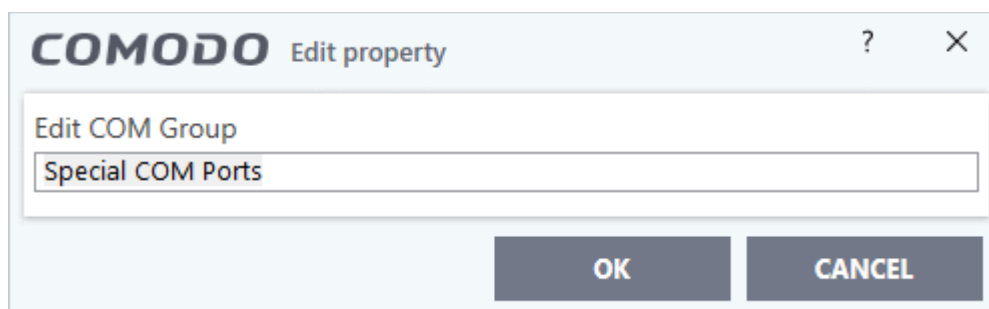 COMODO Edit property ? ×
Edit COM Group
Special COM Ports
OK CANCEL